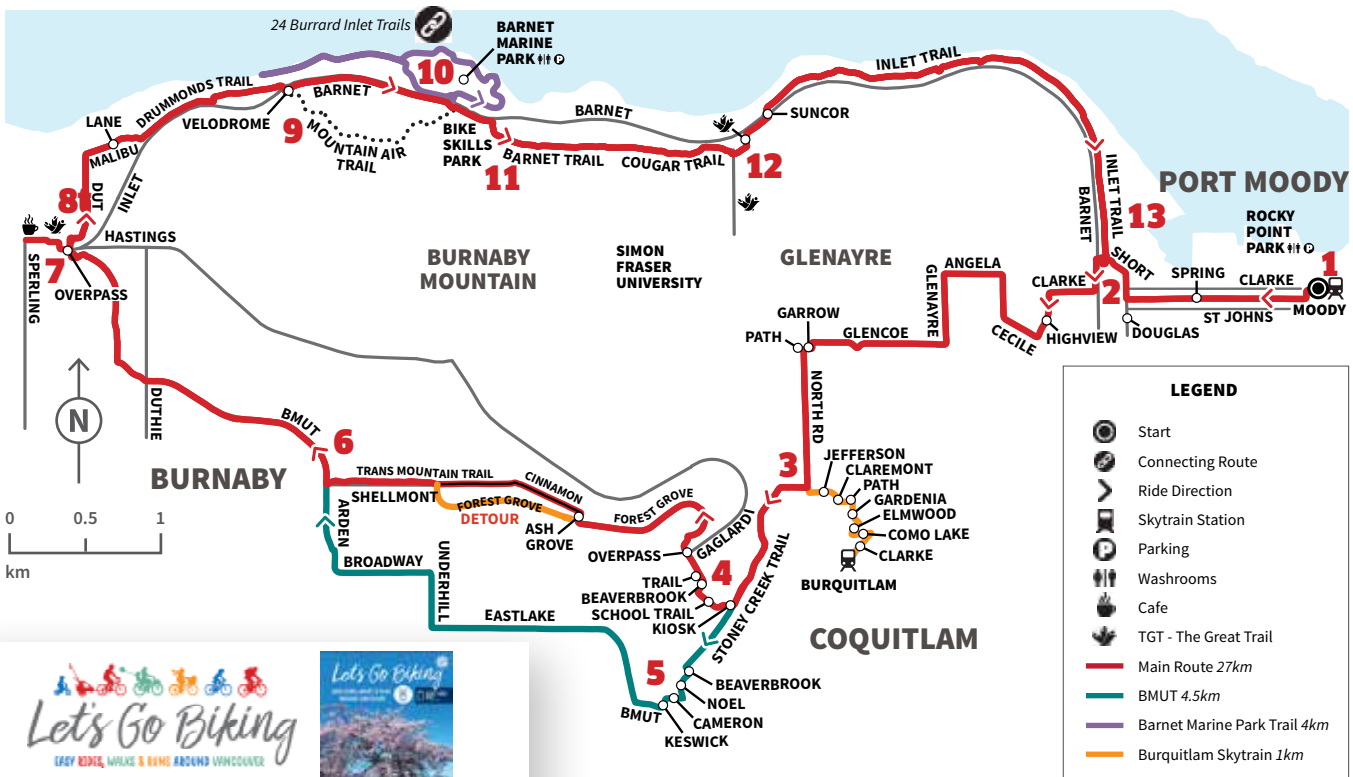 24 Burrard Inlet Trails
BARNET
MARINE
PARK
P
10
INLET TRAIL
DRUMMONDS TRAIL
BARNET
BARNET
LANE
VELODROME
MALIBU
9
MOUNTAIN AIR
TRAIL
BIKE
SKILLS
PARK
11
BARNET TRAIL
COUGAR TRAIL
12
SUNCOR
8
DUT
INLET
HASTINGS
7
SPERLING
OVERPASS
BURNABY
MOUNTAIN
SIMON
FRASER
UNIVERSITY
GLENAYRE
PORT MOODY
INLET TRAIL
BARNET
13
ROCKY
POINT
PARK
P
1
SHORT
SPRING
CLARKE
MOODY
ST JOHNS
DOUGLAS
2
CLARKE
HIGHVIEW
CECILE
ANGELA
GLENAYRE
GLENCOE
GARROW
PATH
NORTH RD
N
DUTHIE
BMUT
6
BURNABY
TRANS MOUNTAIN TRAIL
SHELLMONT
CINNAMON
FOREST GROVE
DETOUR
ASH
GROVE
FOREST GROVE
GAGLARDI
OVERPASS
3
JEFFERSON
CLAREMONT
PATH
GARDENIA
ELMWOOD
COMO LAKE
CLARKE
BURQUITLAM
0 0.5 1
km
ARDEN
BROADWAY
UNDERHILL
EASTLAKE
4
TRAIL
BEAVERBROOK
SCHOOL TRAIL
KIOSK
STONEY CREEK TRAIL
COQUITLAM
5
BEAVERBROOK
NOEL
CAMERON
KESWICK
BMUT
LEGEND
Start
Connecting Route
Ride Direction
Skytrain Station
P Parking
Washrooms
Cafe
TGT - The Great Trail
Main Route 27km
BMUT 4.5km
Barnet Marine Park Trail 4km
Burquitlam Skytrain 1km
Let's Go Biking
EASY RIDES, WALKS & RUNS AROUND VANCOUVER
Let's Go Biking